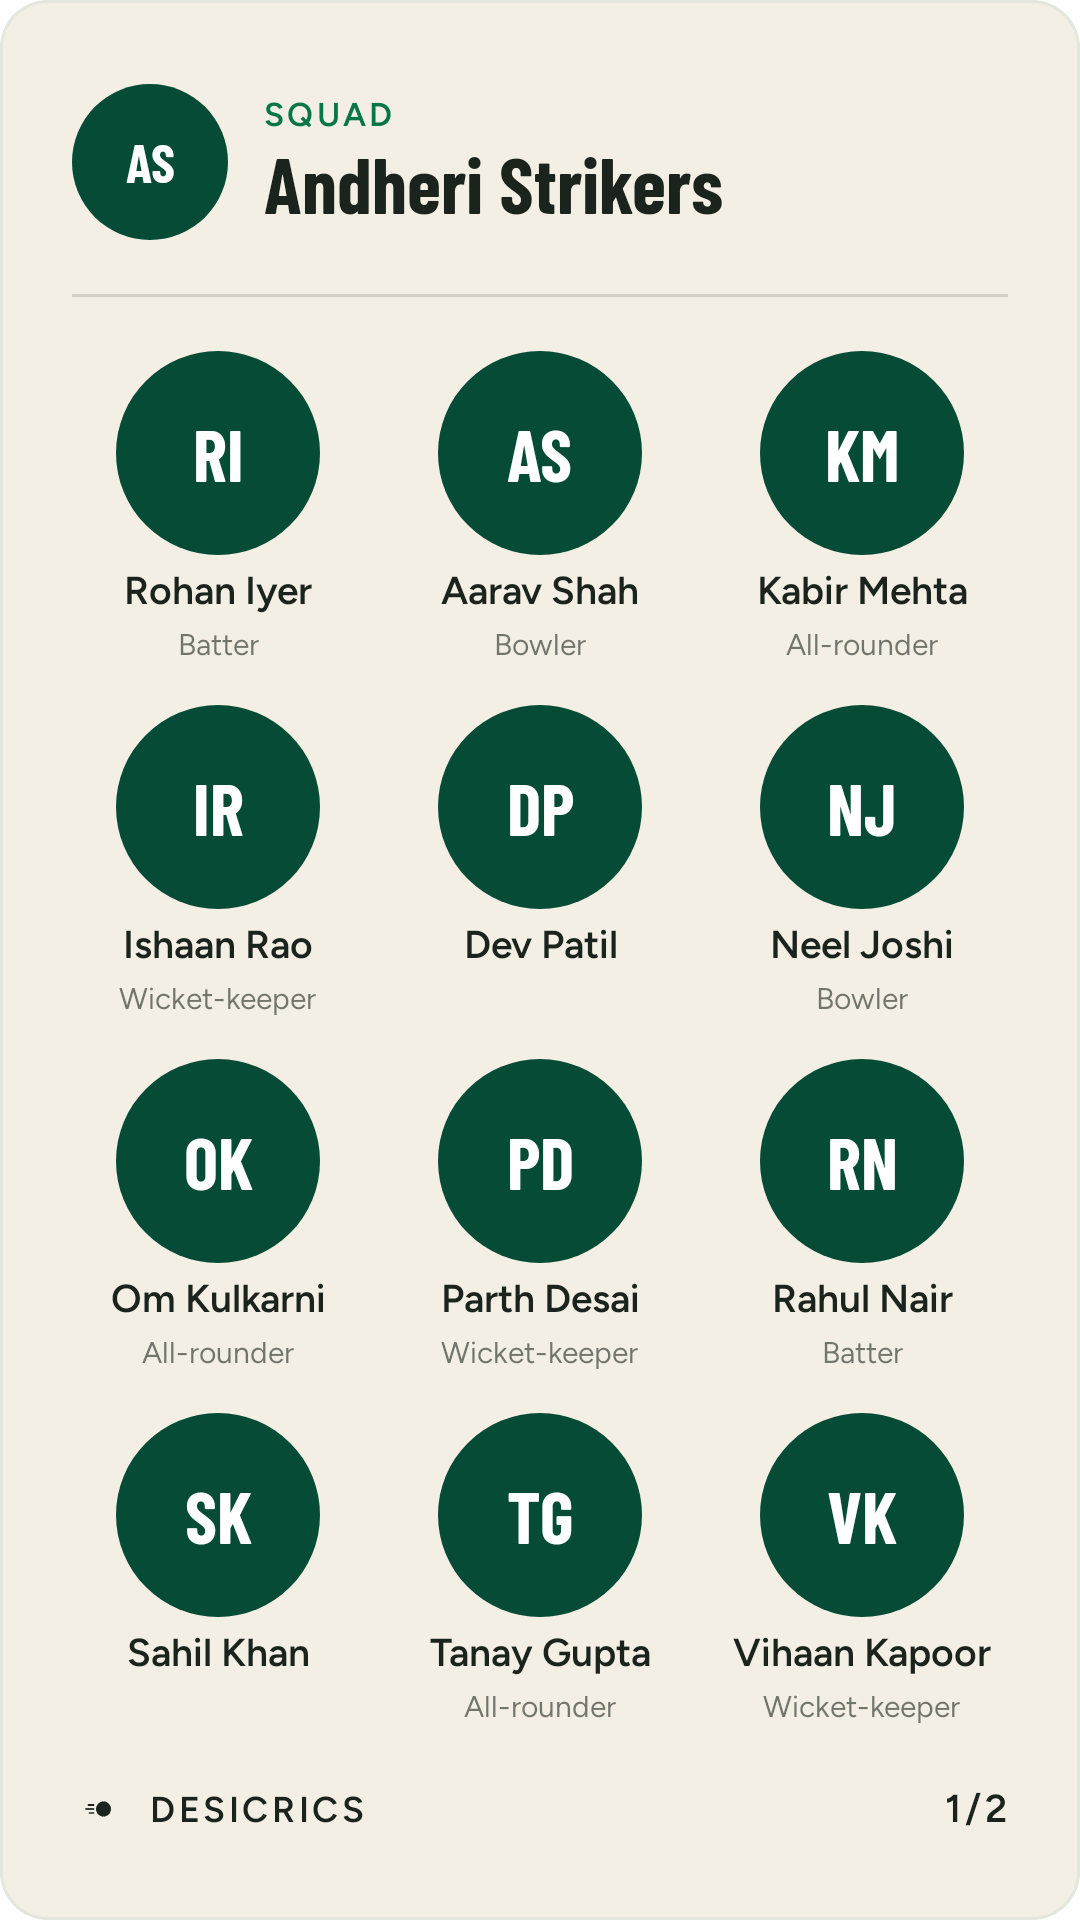 AS
SQUAD
Andheri Strikers
RI
AS
KM
Rohan Iyer
Aarav Shah
Kabir Mehta
Batter
Bowler
All-rounder
IR
DP
NJ
Ishaan Rao
Dev Patil
Neel Joshi
Wicket-keeper
Bowler
OK
PD
RN
Om Kulkarni
Parth Desai
Rahul Nair
All-rounder
Wicket-keeper
Batter
SK
TG
VK
Sahil Khan
Tanay Gupta
Vihaan Kapoor
All-rounder
Wicket-keeper
DESICRICS
1/2